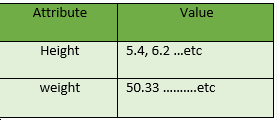 Attribute Value
Height 5.4, 6.2 …etc
weight 50.33 ……….etc